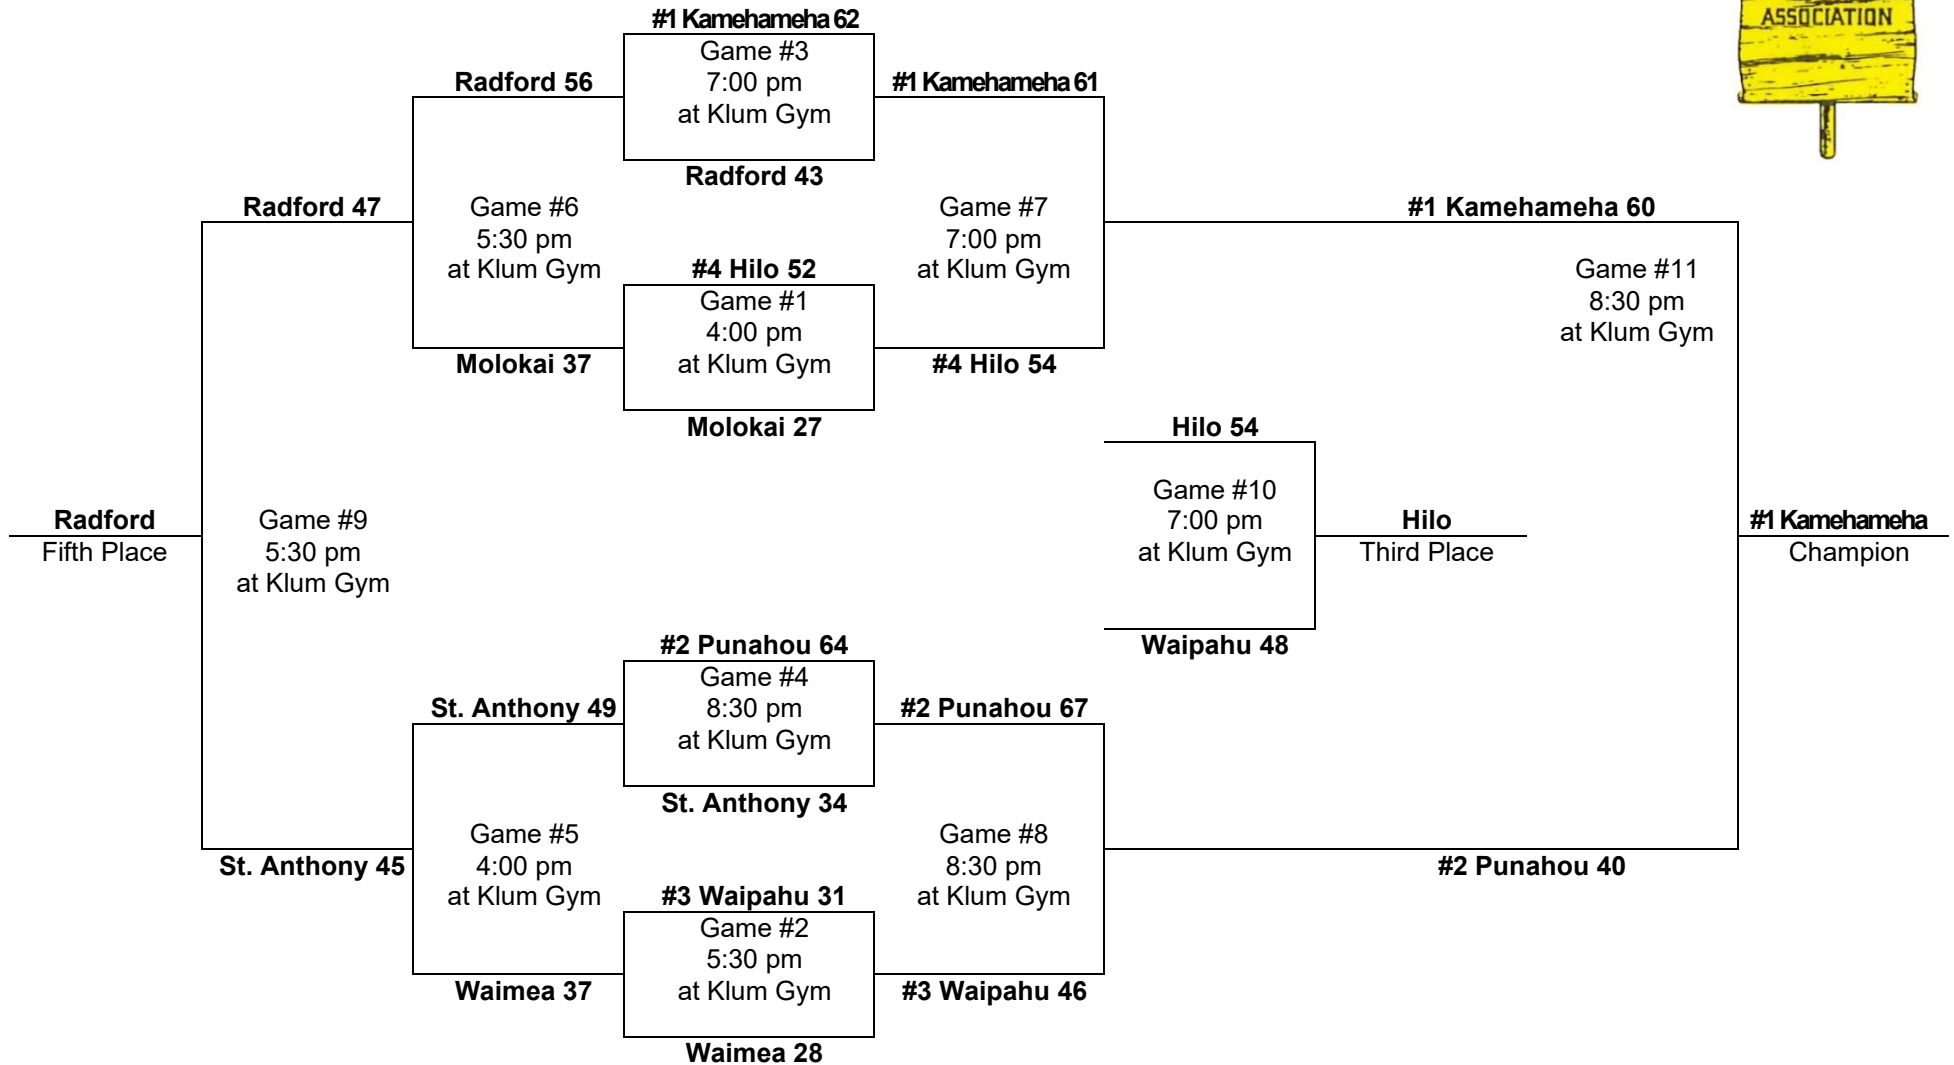 ASSOCIATION
#1 Kamehameha 62
Game #3
7:00 pm
at Klum Gym
Radford 43
Radford 56
Game #6
5:30 pm
at Klum Gym
Molokai 37
#4 Hilo 52
Game #1
4:00 pm
at Klum Gym
Molokai 27
#1 Kamehameha 61
Game #7
7:00 pm
at Klum Gym
#4 Hilo 54
Radford 47
Game #9
5:30 pm
at Klum Gym
St. Anthony 45
Radford
Fifth Place
#2 Punahou 64
Game #4
8:30 pm
at Klum Gym
St. Anthony 34
St. Anthony 49
Game #5
4:00 pm
at Klum Gym
Waimea 37
#3 Waipahu 31
Game #2
5:30 pm
at Klum Gym
Waimea 28
#2 Punahou 67
Game #8
8:30 pm
at Klum Gym
#3 Waipahu 46
Hilo 54
Game #10
7:00 pm
at Klum Gym
Waipahu 48
Hilo
Third Place
#1 Kamehameha 60
Game #11
8:30 pm
at Klum Gym
#2 Punahou 40
#1 Kamehameha
Champion